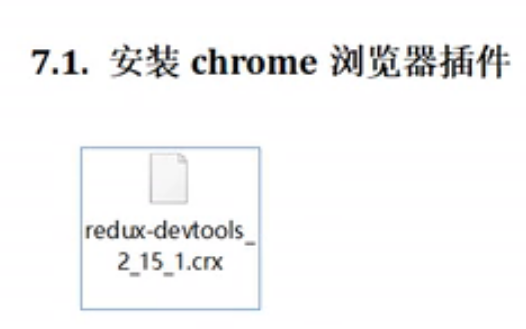 7.1. 安装 chrome 浏览器插件
redux-devtools_
2_15_1.crx